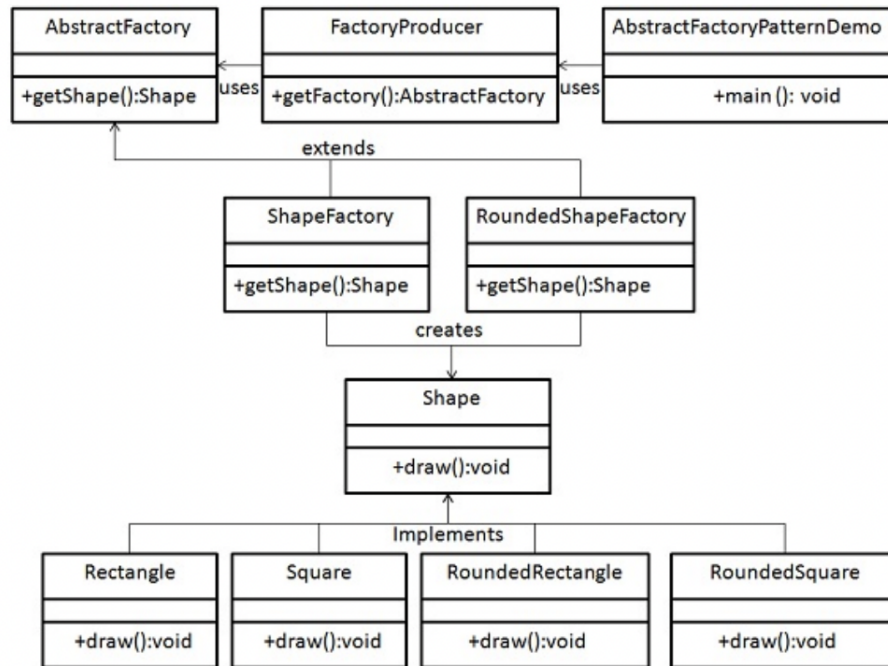 AbstractFactory
+getShape():Shape
uses
FactoryProducer
+getFactory():AbstractFactory
uses
AbstractFactoryPatternDemo
+main (): void
extends
ShapeFactory
+getShape():Shape
RoundedShapeFactory
+getShape():Shape
creates
Shape
+draw():void
Implements
Rectangle
+draw():void
Square
+draw():void
RoundedRectangle
+draw():void
RoundedSquare
+draw():void